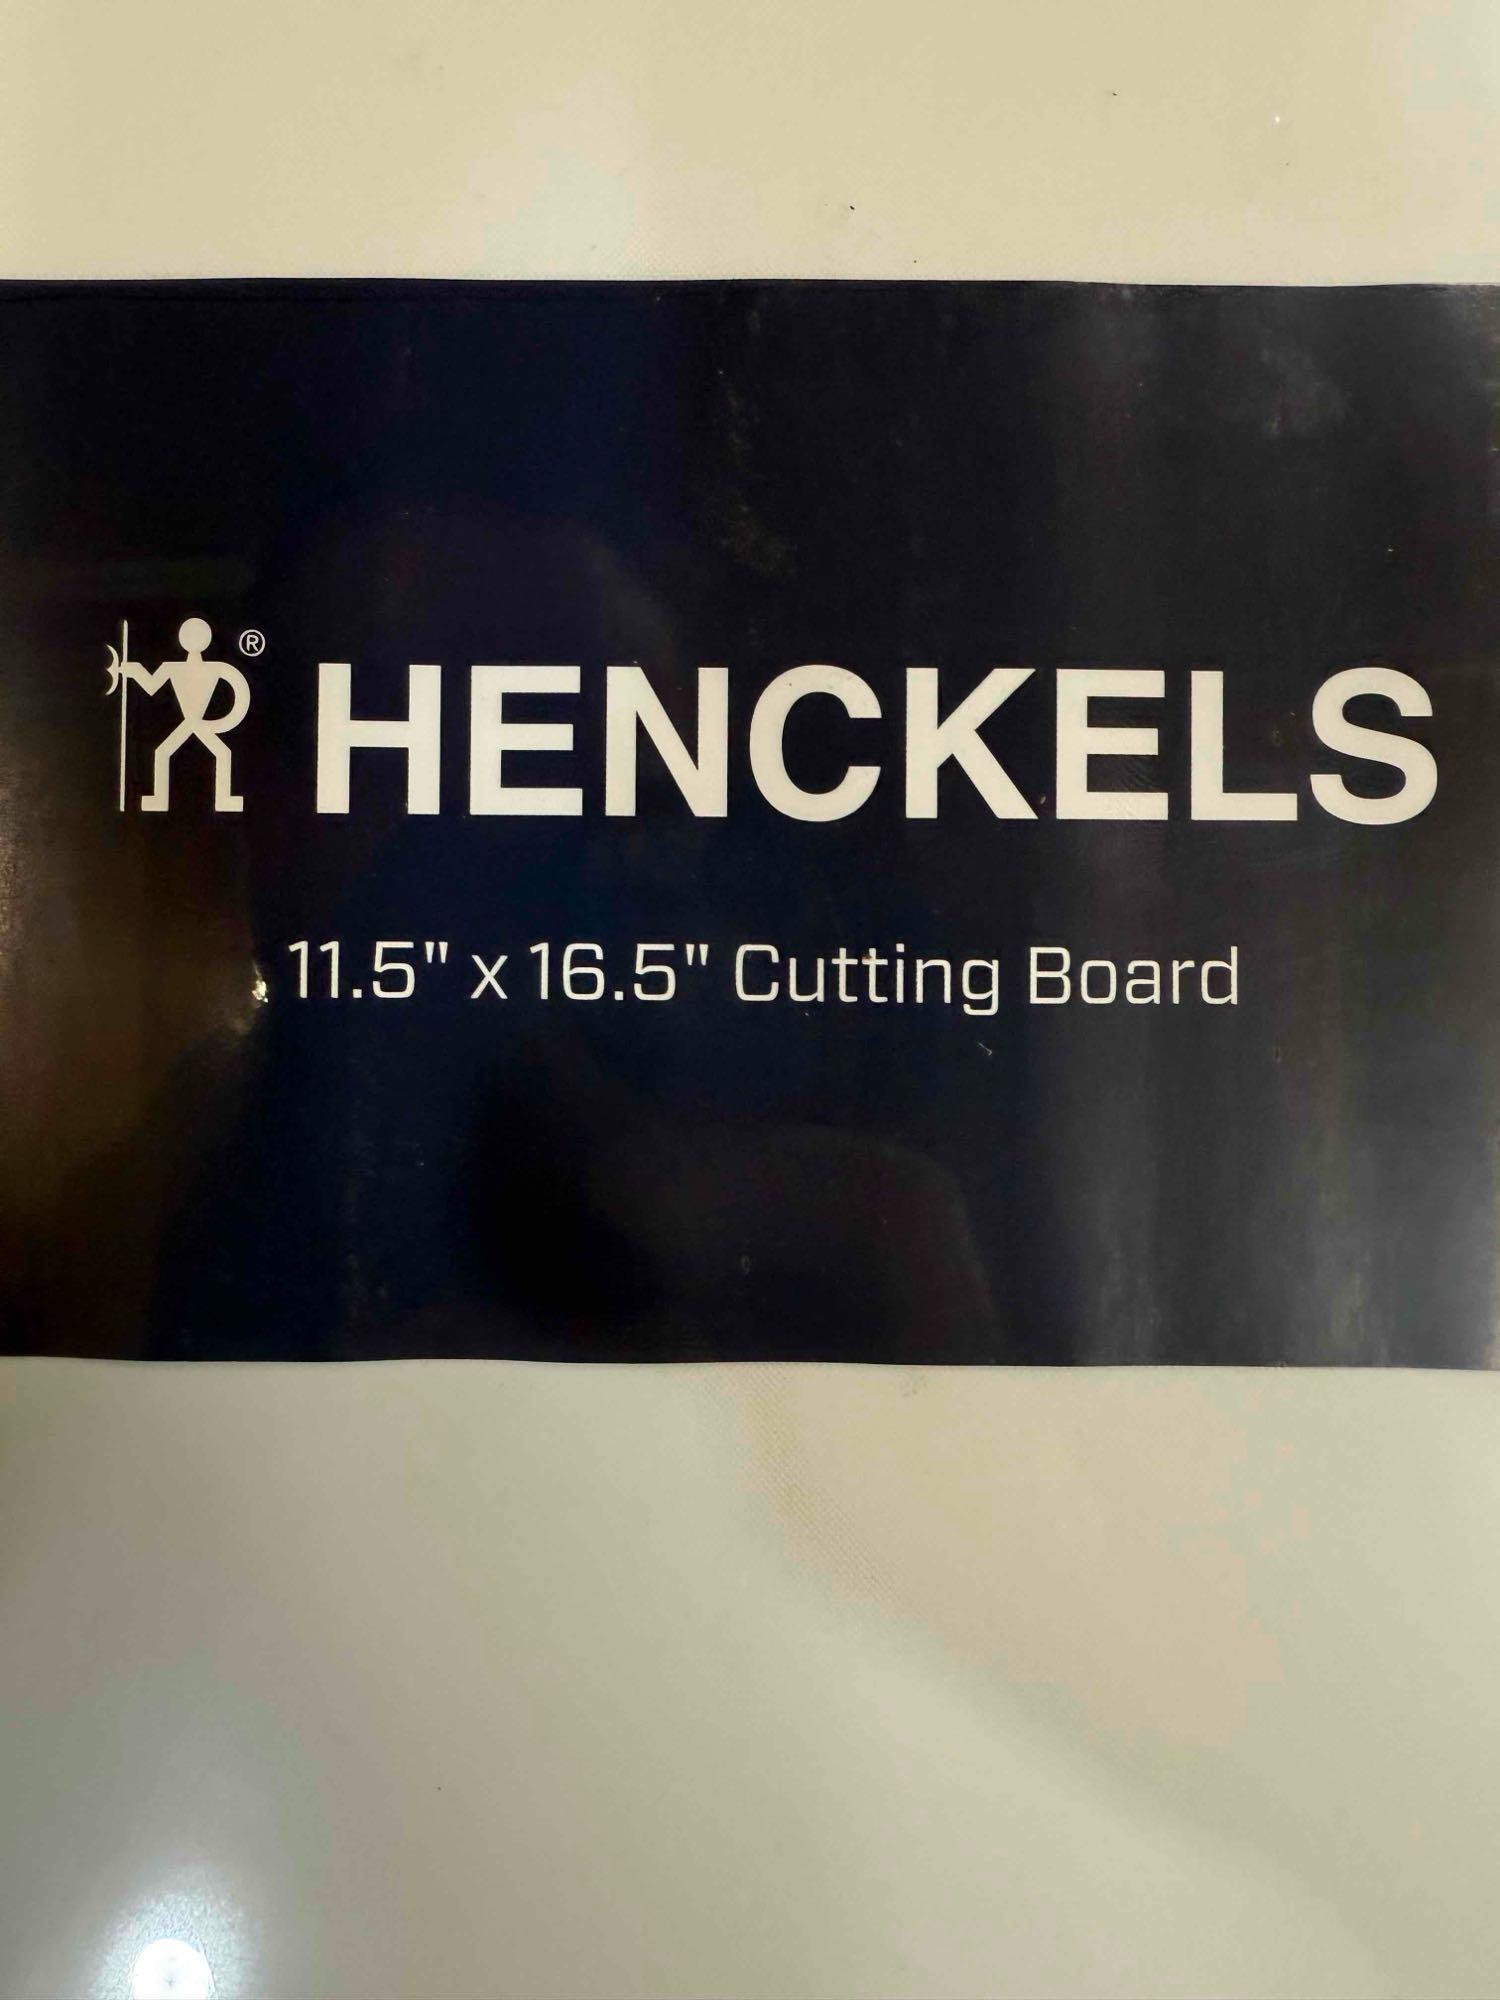 ® HENCKELS
11.5" x 16.5" Cutting Board